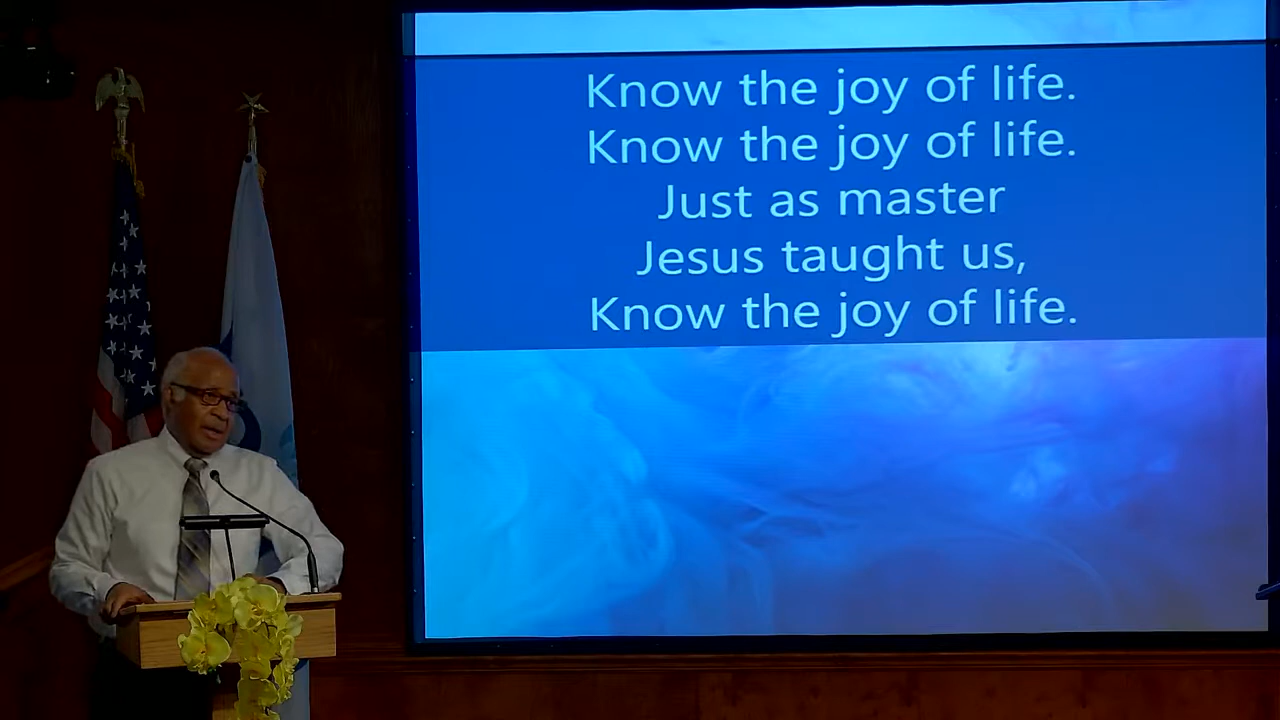 Know the joy of life.
Know the joy of life.
Just as master
Jesus taught us,
Know the joy of life.